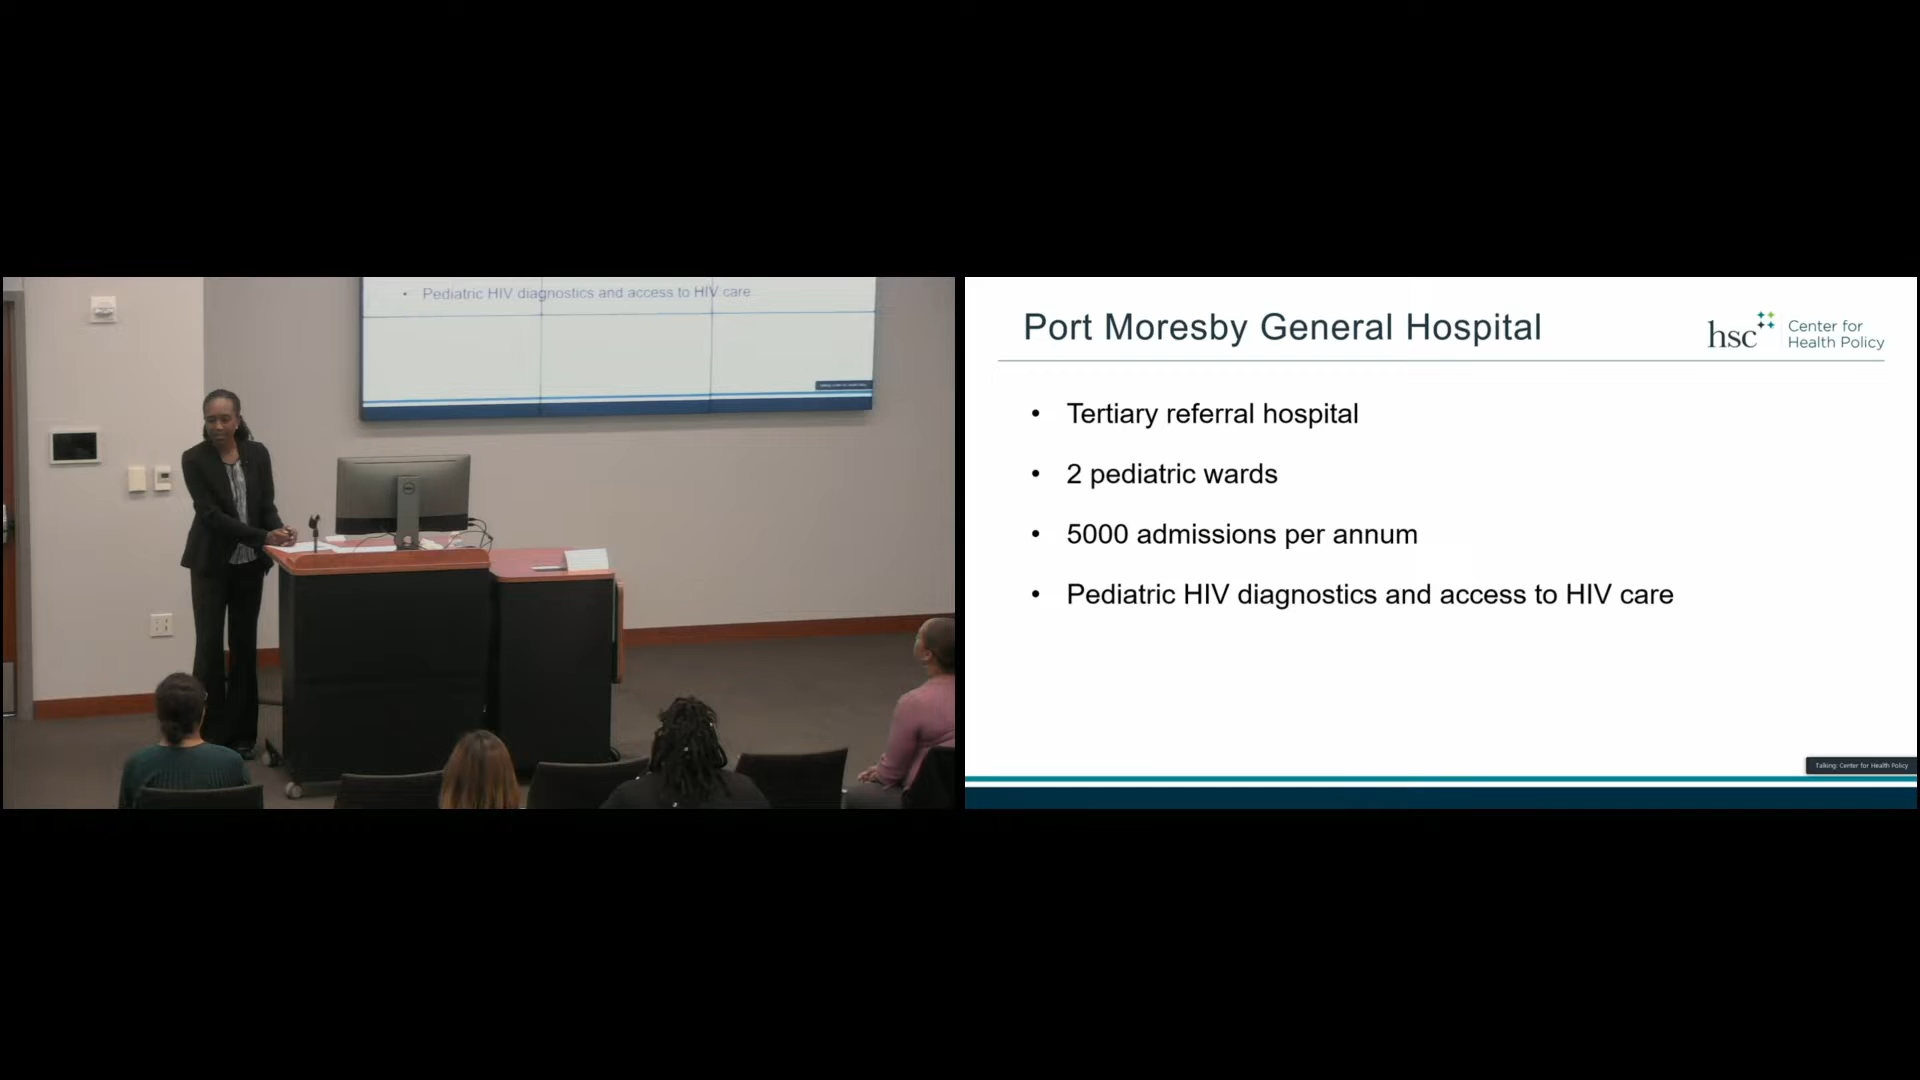 Pediatric HIV diagnostics and access to HIV care
Port Moresby General Hospital
hsc
Center for
Health Policy
Tertiary referral hospital
2 pediatric wards
5000 admissions per annum
Pediatric HIV diagnostics and access to HIV care
Talking: Center for Health Policy